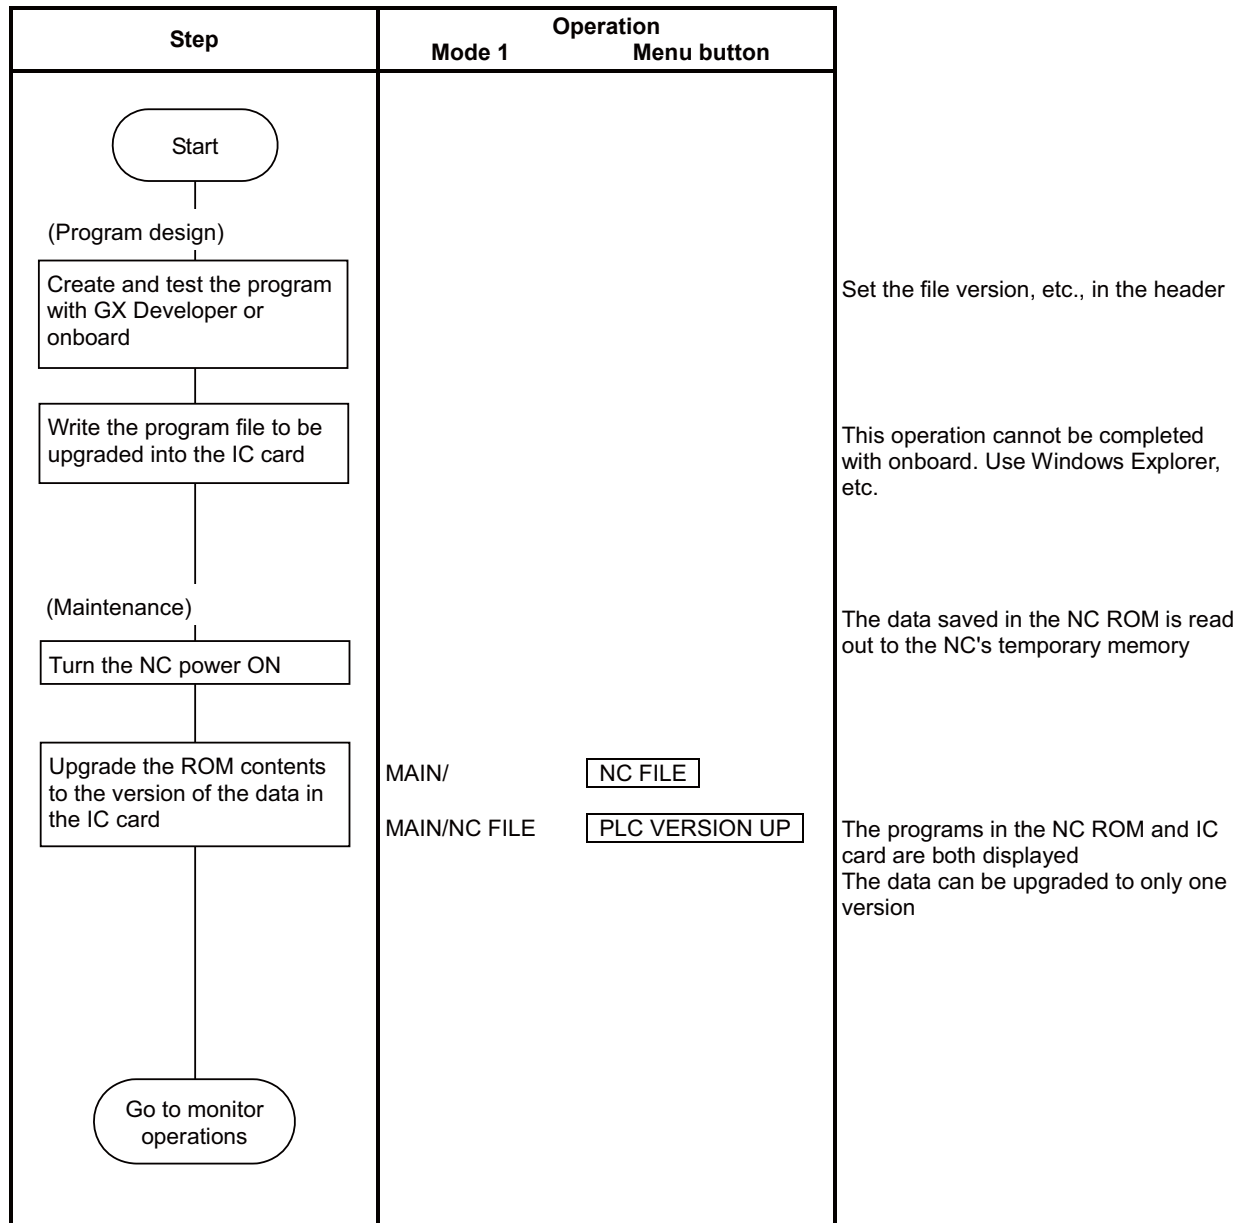 Step
Operation
Mode 1 Menu button
Start
(Program design)
Create and test the program
with GX Developer or
onboard
Set the file version, etc., in the header
Write the program file to be
upgraded into the IC card
This operation cannot be completed
with onboard. Use Windows Explorer,
etc.
(Maintenance)
The data saved in the NC ROM is read
out to the NC's temporary memory
Turn the NC power ON
Upgrade the ROM contents
to the version of the data in
the IC card
MAIN/ NC FILE
MAIN/NC FILE PLC VERSION UP
The programs in the NC ROM and IC
card are both displayed
The data can be upgraded to only one
version
Go to monitor
operations